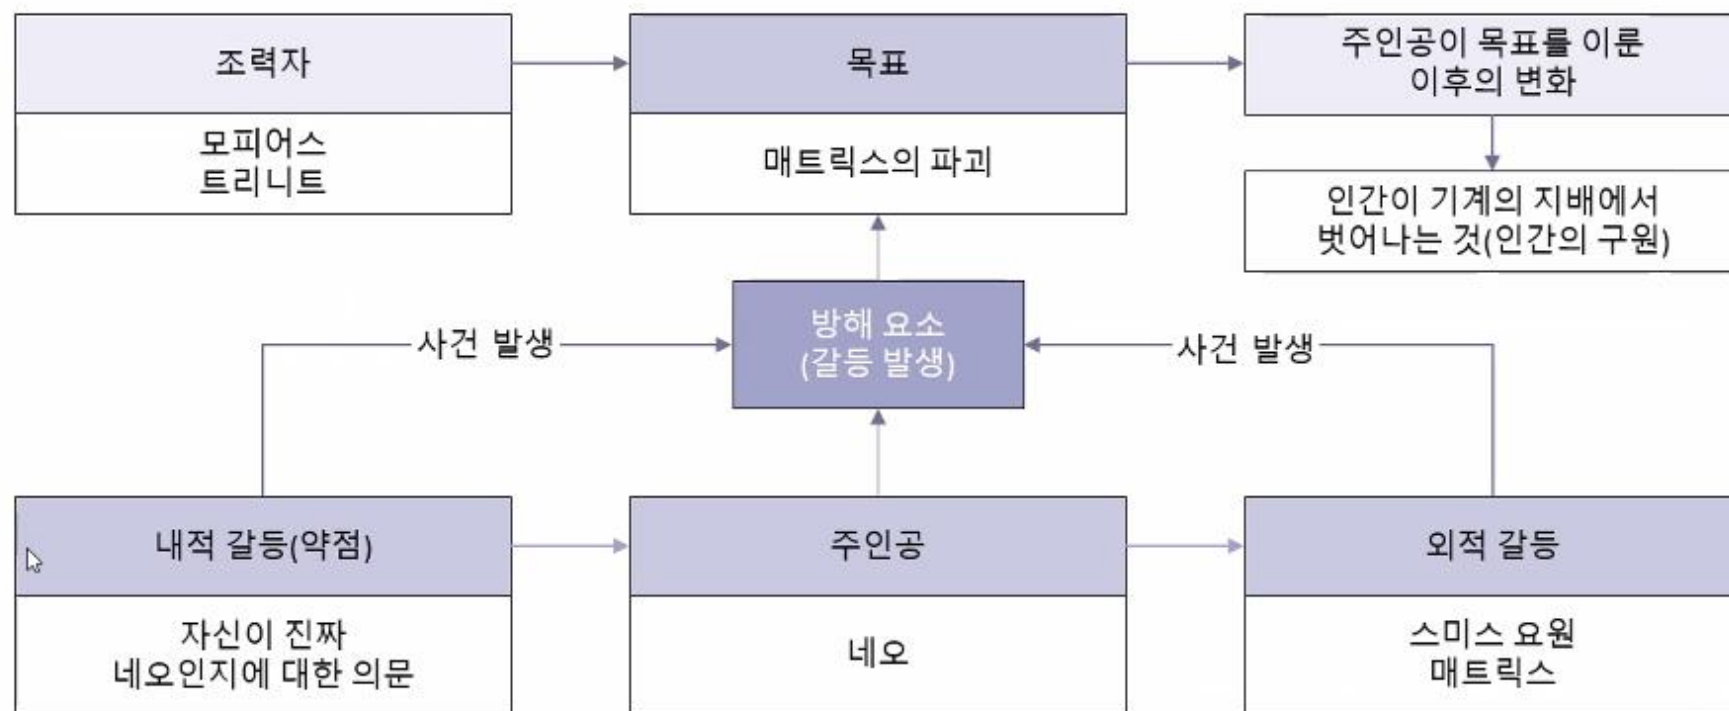 조력자
모피어스
트리니트
목표
매트릭스의 파괴
주인공이 목표를 이룬
이후의 변화
인간이 기계의 지배에서
벗어나는 것(인간의 구원)
방해 요소
(갈등 발생)
사건 발생
사건 발생
내적 갈등(약점)
자신이 진짜
네오인지에 대한 의문
주인공
네오
외적 갈등
스미스 요원
매트릭스